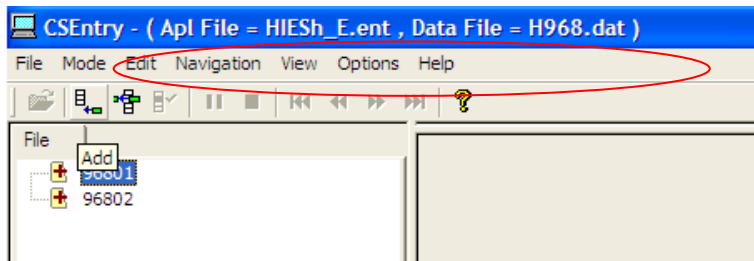 CSEntry - ( Apl File = HIESh_E.ent , Data File = H968.dat )
File Mode Edit Navigation View Options Help
File
Add
96801
96802